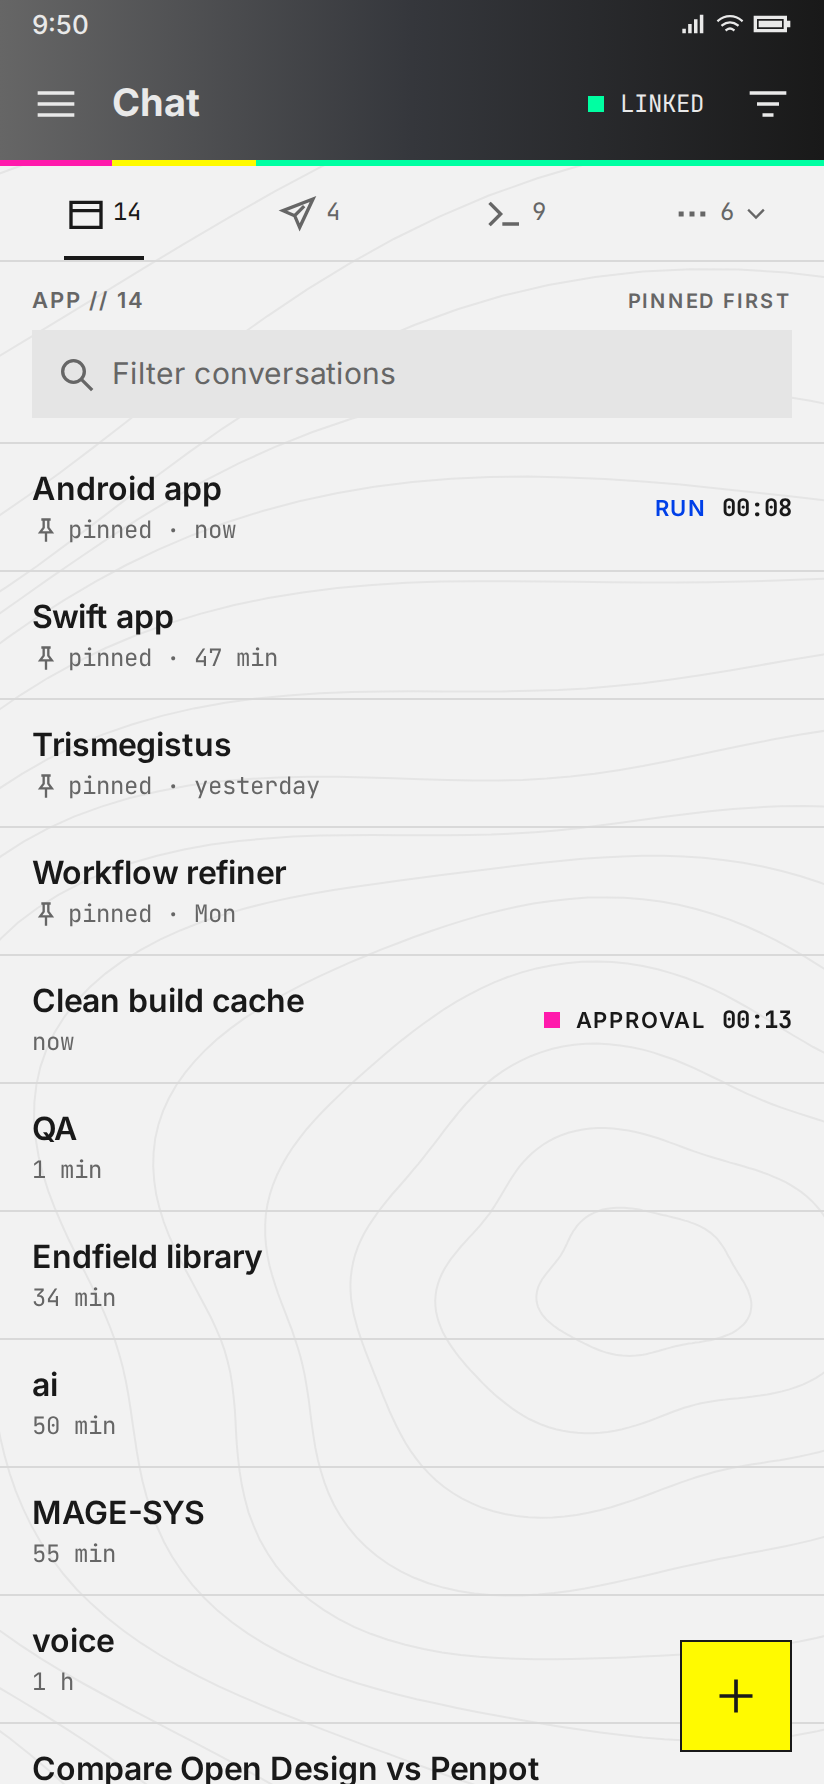 9:50
Chat
LINKED
14
4
9
6
APP // 14
PINNED FIRST
Filter conversations
Android app
pinned · now
RUN 00:08
Swift app
pinned · 47 min
Trismegistus
pinned · yesterday
Workflow refiner
pinned · Mon
Clean build cache
now
APPROVAL 00:13
QA
1 min
Endfield library
34 min
ai
50 min
MAGE-SYS
55 min
voice
1 h
Compare Open Design vs Penpot